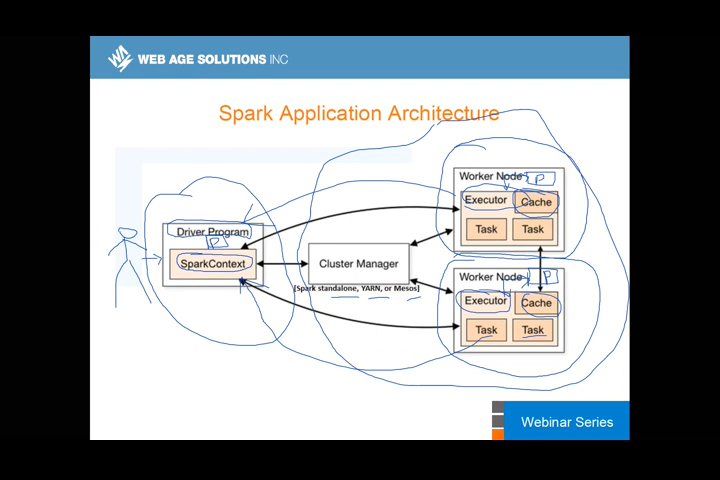 WEB AGE SOLUTIONS INC
Spark Application Architecture
Worker Node
P
Executor
Cache
Task
Task
Driver Program
P
SparkContext
Cluster Manager
[Spark standalone, YARN, or Mesos]
Worker Node
P
Executor
Cache
Task
Task
Webinar Series